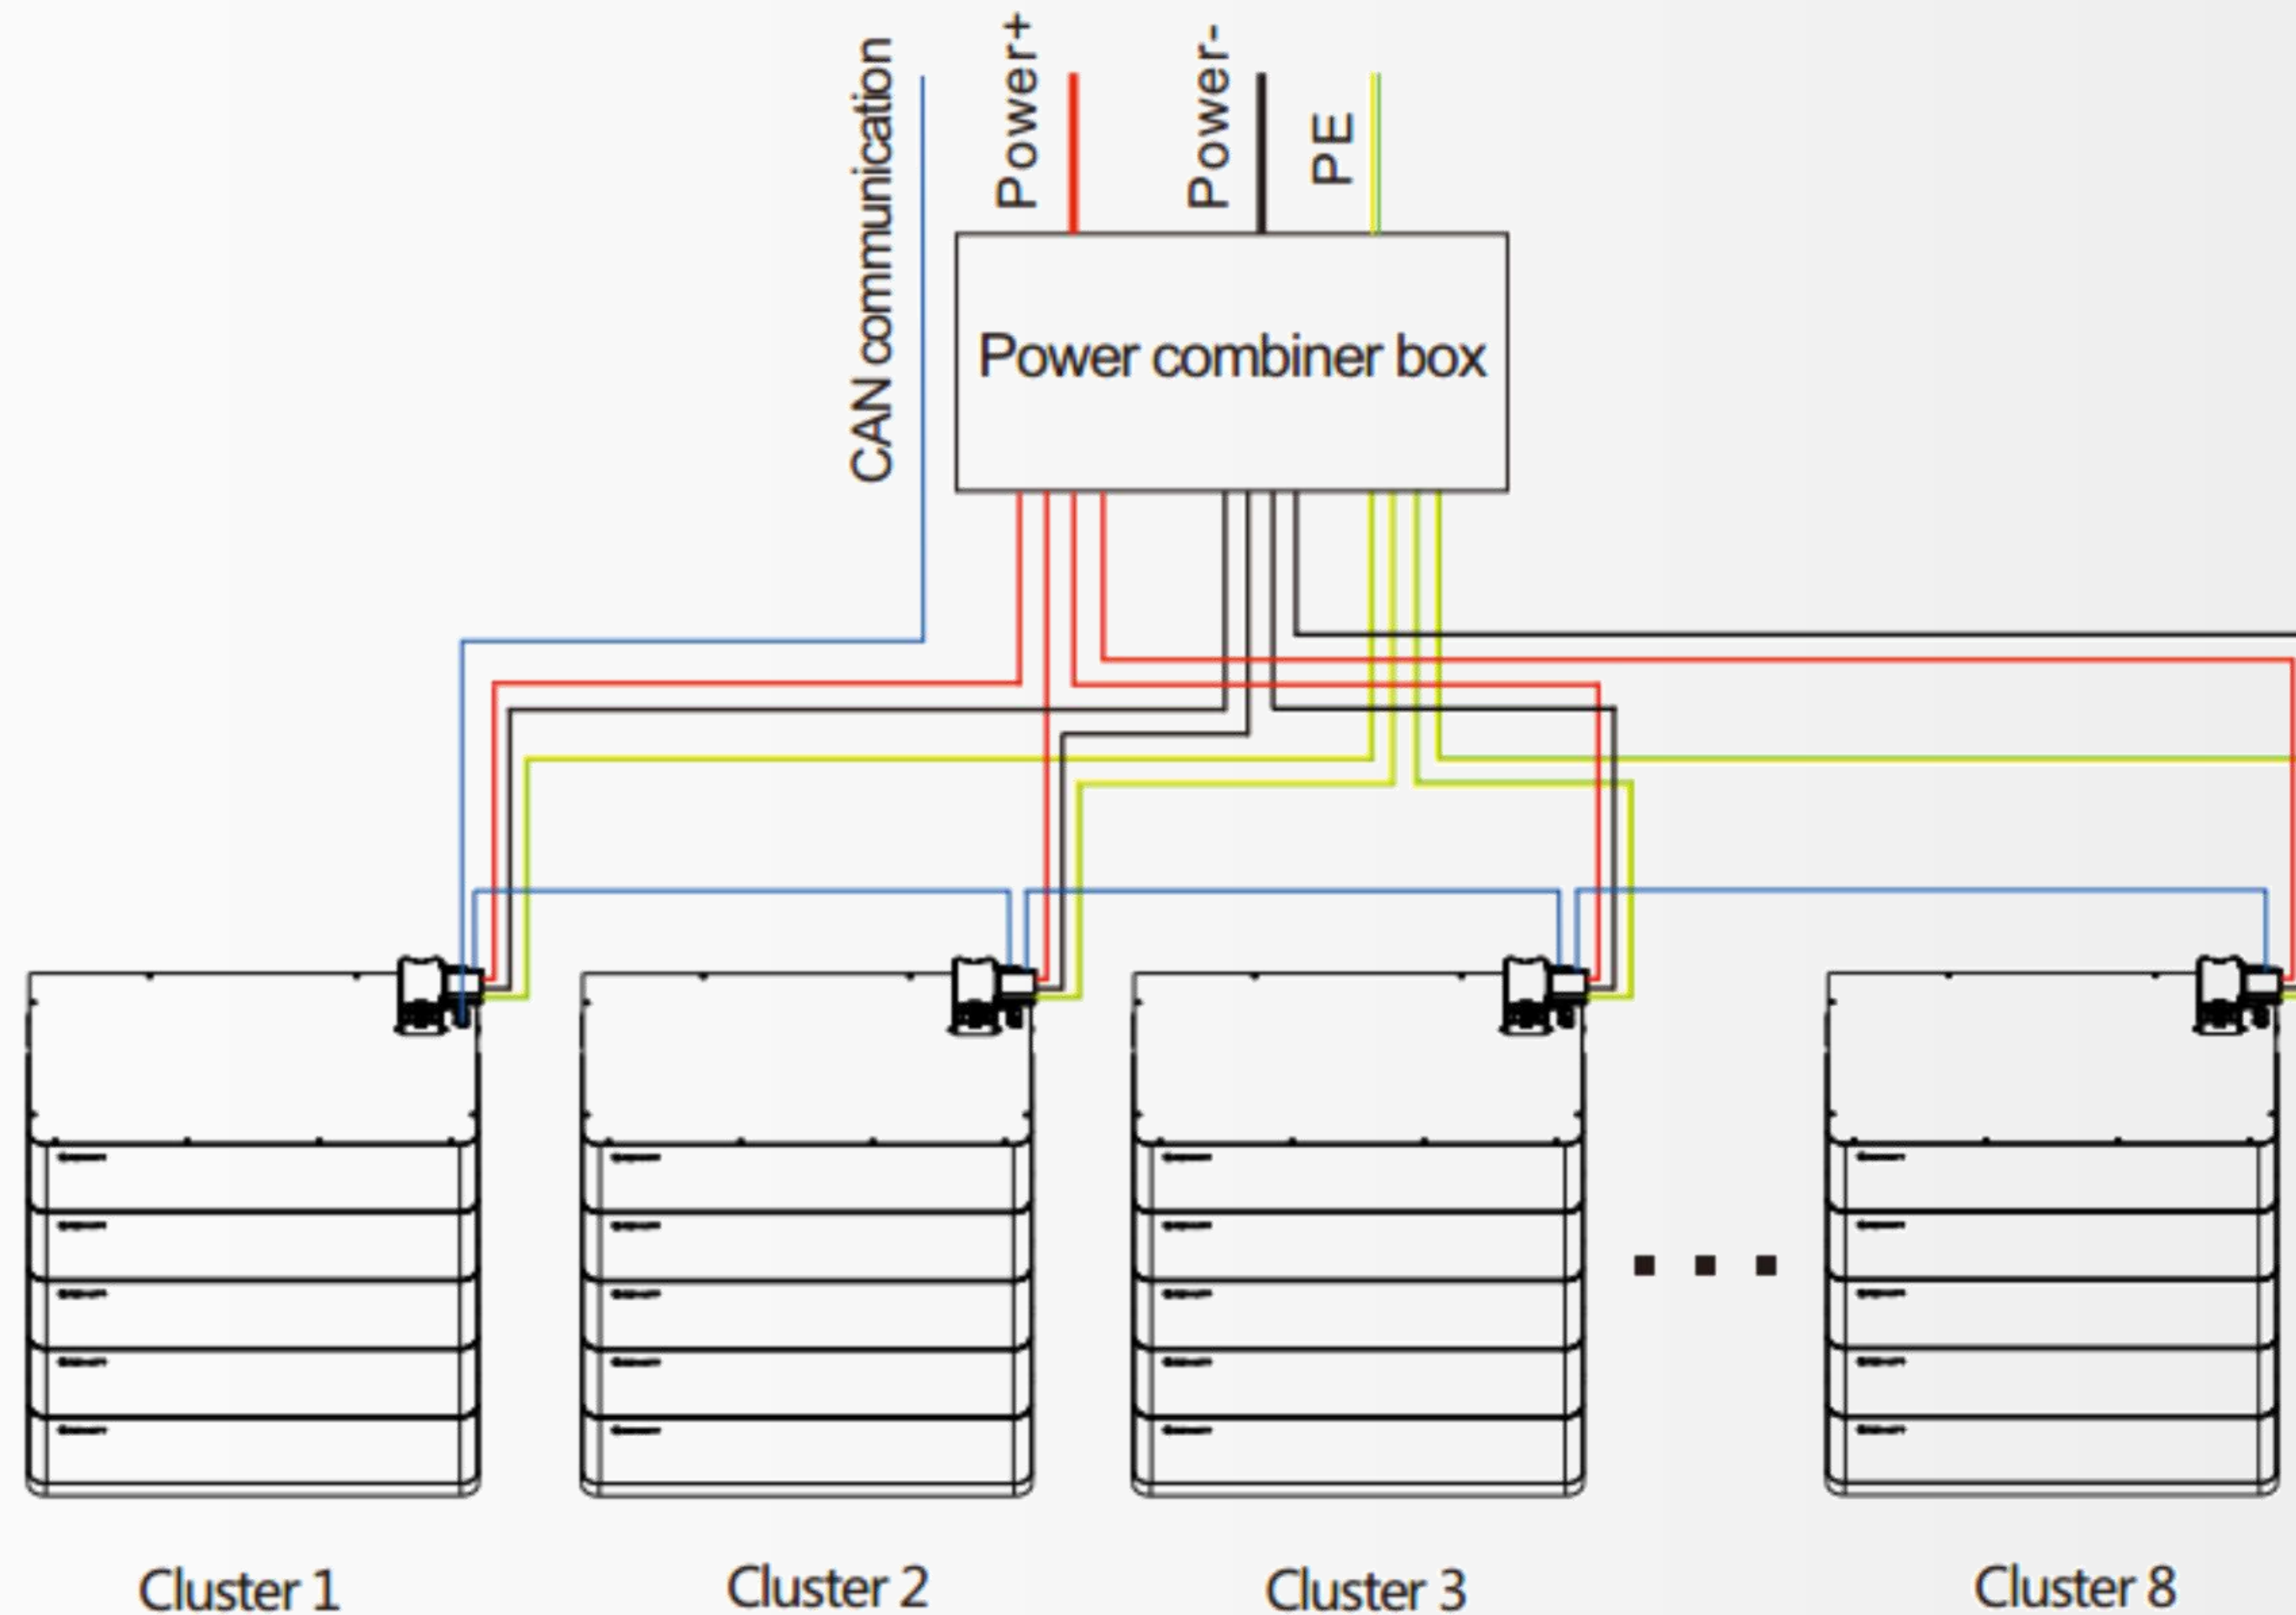 CAN communication
Power+
Power-
PE
Power combiner box
Cluster 1
Cluster 2
Cluster 3
Cluster 8